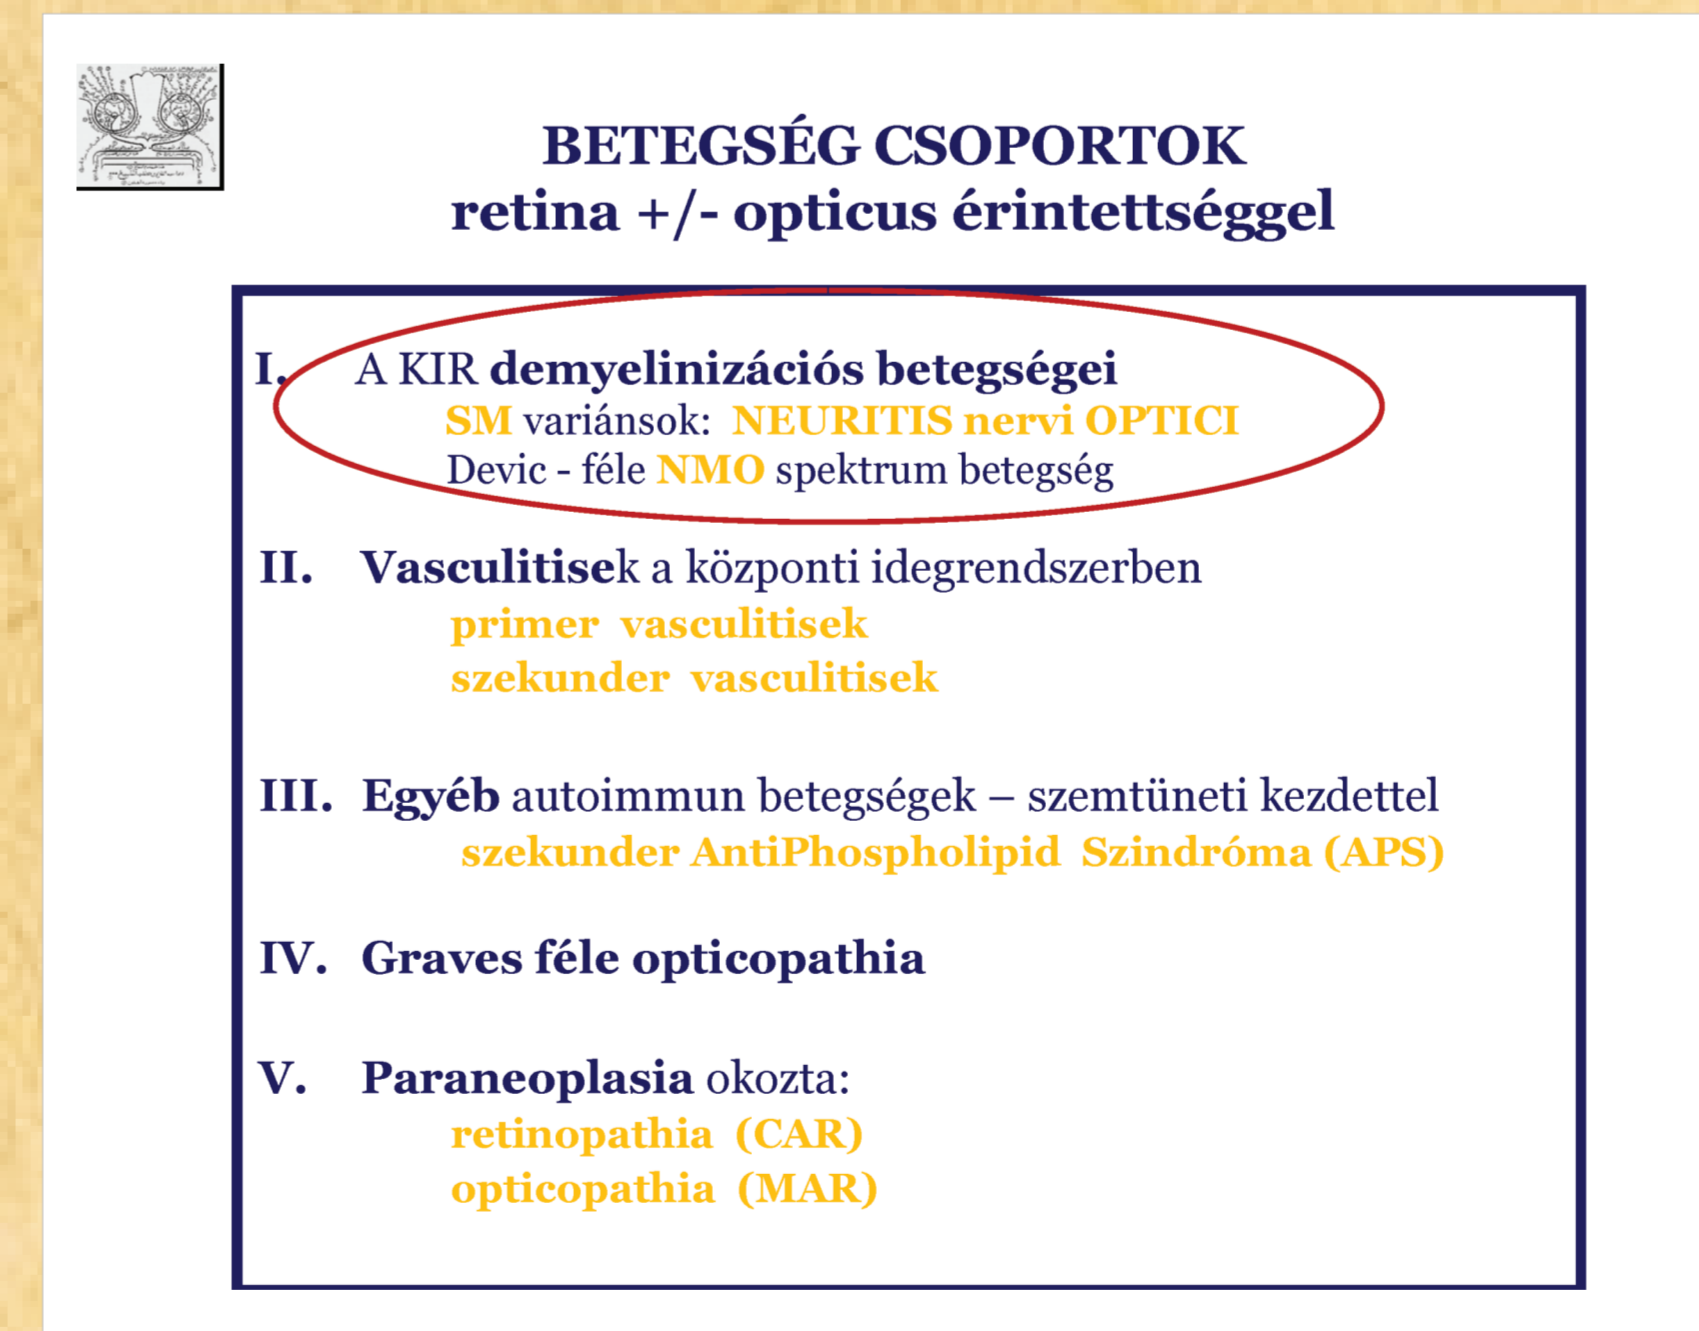 BETEGSÉG CSOPORTOK
retina +/- opticus érintettséggel
I. A KIR demyelinizációs betegségei
SM variánsok: NEURITIS nervi OPTICI
Devic - féle NMO spektrum betegség
II. Vasculitisek a központi idegrendszerben
primer vasculitisek
szekunder vasculitisek
III. Egyéb autoimmun betegségek – szemtüneti kezdettel
szekunder AntiPhospholipid Szindróma (APS)
IV. Graves féle opticopathia
V. Paraneoplasia okozta:
retinopathia (CAR)
opticopathia (MAR)